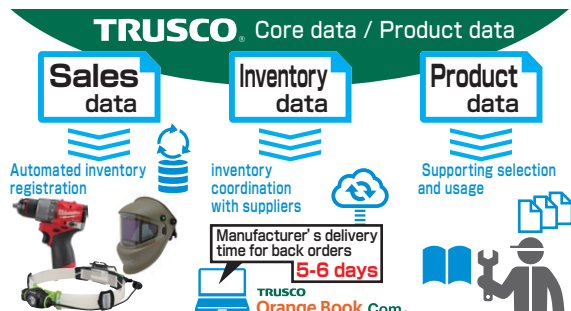 TRUSCO® Core data / Product data
Sales
data
Inventory
data
Product
data
Automated inventory
registration
inventory
coordination
with suppliers
Supporting selection
and usage
Manufacturer's delivery
time for back orders
5-6 days
TRUSCO
Orange Book.Com.